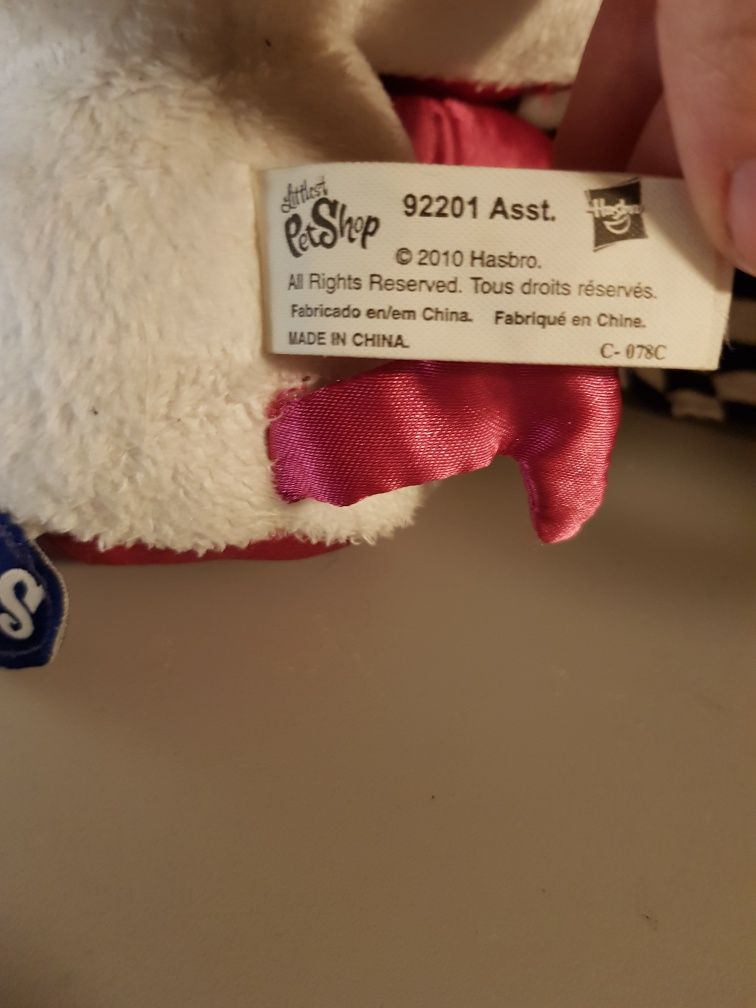 Littlest
PetShop
92201 Asst.
Hasbro
© 2010 Hasbro.
All Rights Reserved. Tous droits réservés.
Fabricado en/em China. Fabriqué en Chine.
MADE IN CHINA.
C- 078C
S